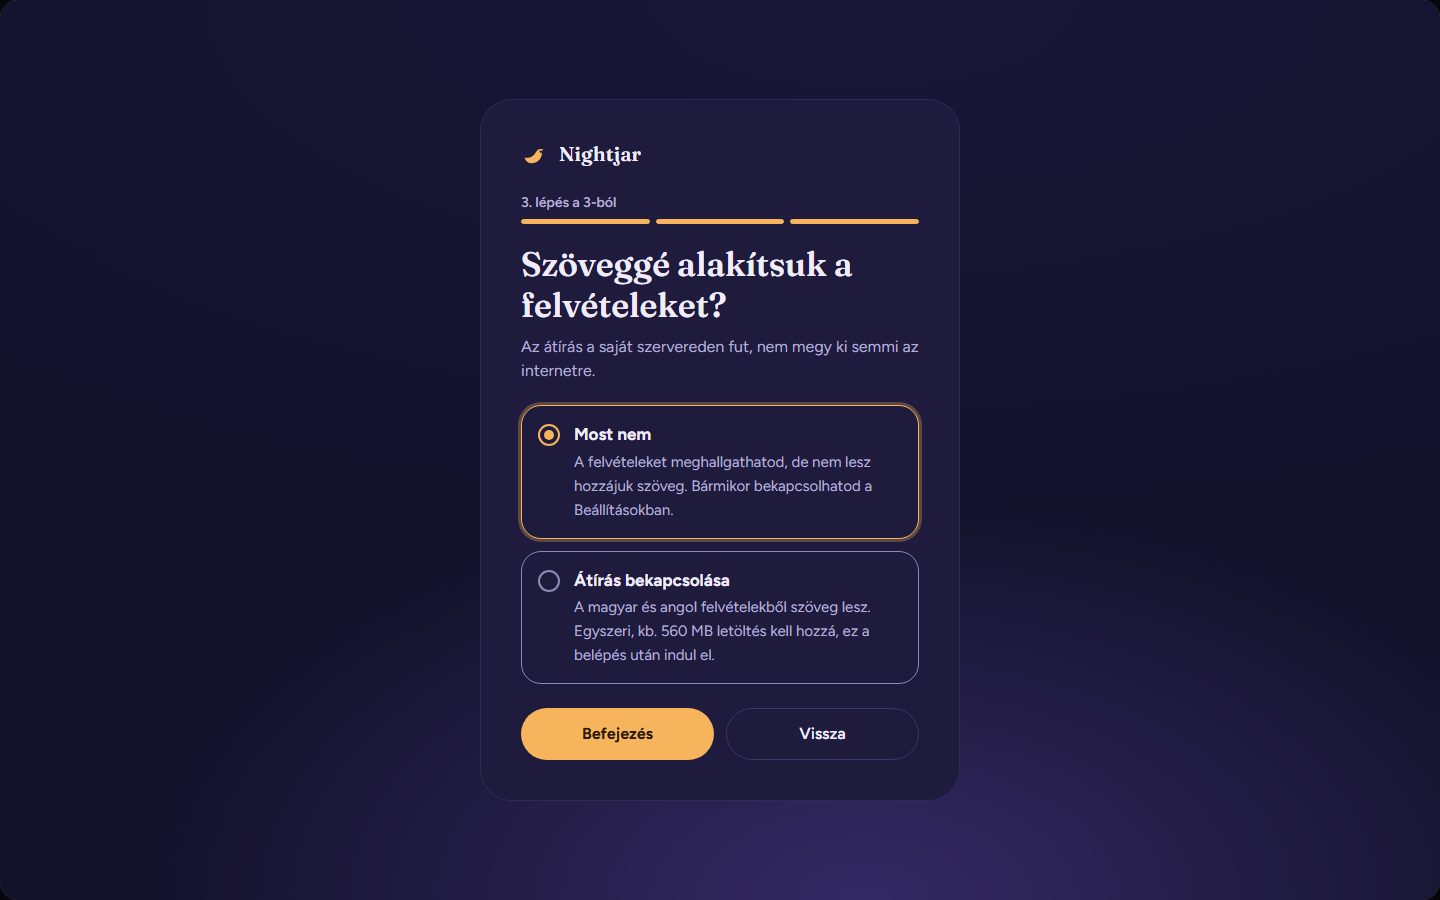 Nightjar
3. lépés a 3-ból
Szöveggé alakítsuk a
felvételeket?
Az átírás a saját szervereden fut, nem megy ki semmi az
internetre.
Most nem
A felvételeket meghallgathatod, de nem lesz
hozzájuk szöveg. Bármikor bekapcsolhatod a
Beállításokban.
Átírás bekapcsolása
A magyar és angol felvételekből szöveg lesz.
Egyszeri, kb. 560 MB letöltés kell hozzá, ez a
belépés után indul el.
Befejezés
Vissza